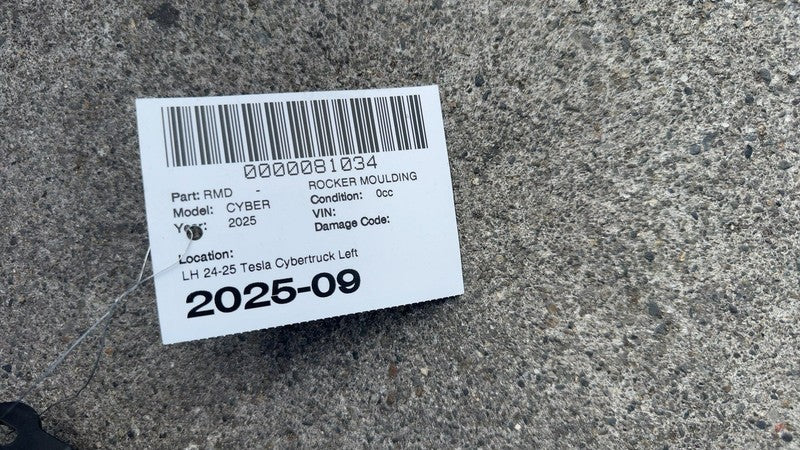 0000081034
Part: RMD - ROCKER MOULDING
Model: CYBER Condition: 0cc
Year: 2025 VIN:
Damage Code:
Location:
LH 24-25 Tesla Cybertruck Left
2025-09